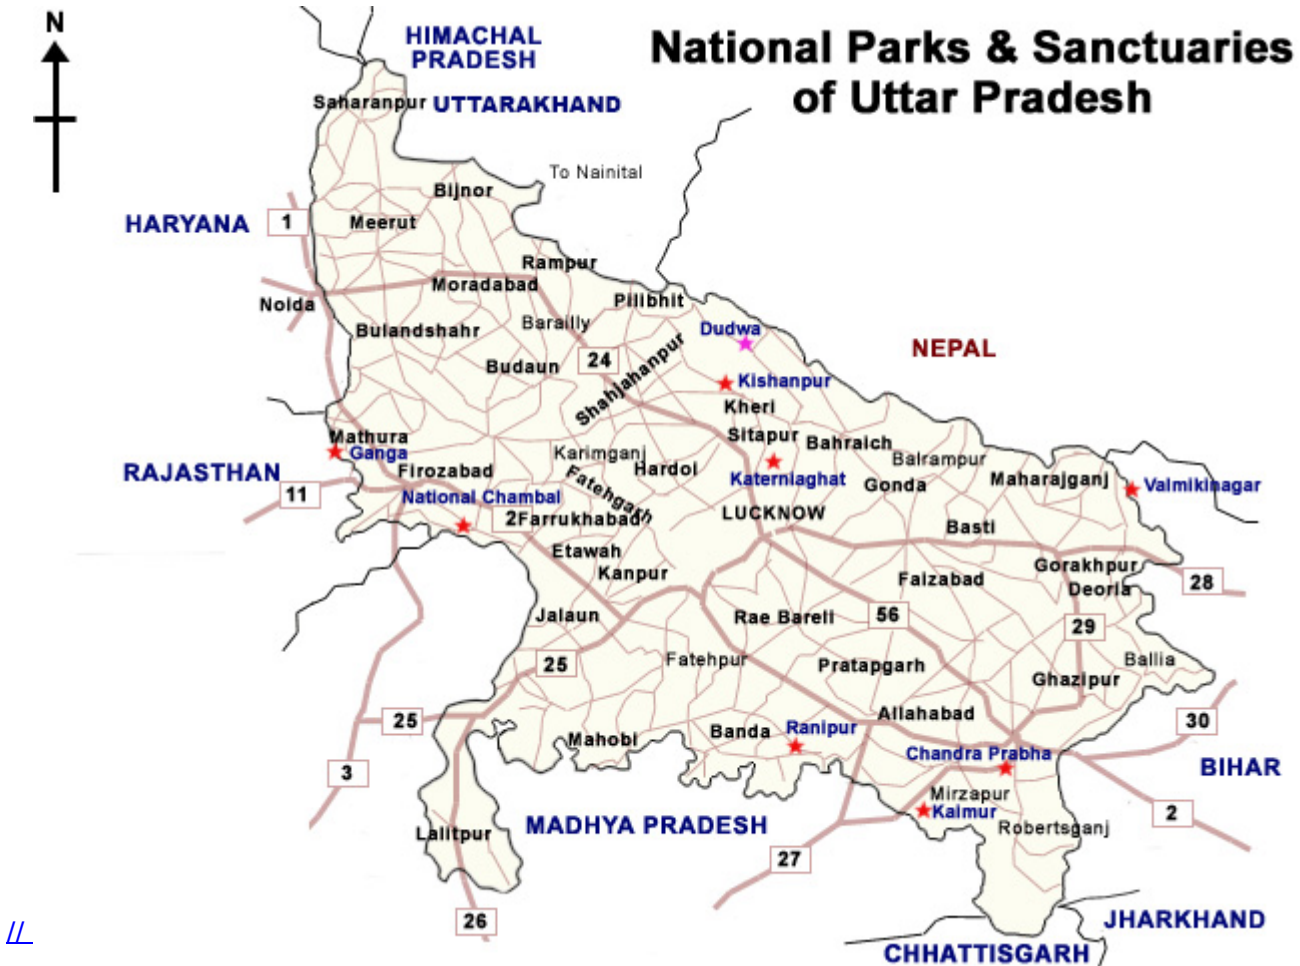 N
HIMACHAL
PRADESH
National Parks & Sanctuaries
of Uttar Pradesh
Saharanpur
UTTARAKHAND
To Nainital
Bijnor
HARYANA
1
Meerut
Rampur
Moradabad
Pilibhit
Noida
Bulandshahr
Barailly
Dudwa
NEPAL
24
Budaun
Shahjahanpur
Kishanpur
Kheri
Mathura
Ganga
Sitapur
Bahraich
Karimganj
Balrampur
RAJASTHAN
Firozabad
Hardoi
Katerniaghat
Gonda
Maharajganj
Valmikinagar
11
National Chambal
Fatehgarh
2
Farrukhabad
LUCKNOW
Basti
Etawah
Kanpur
Gorakhpur
Faizabad
Deoria
28
Jalaun
Rae Bareli
56
29
25
Fatehpur
Pratapgarh
Ballia
Ghazipur
25
Allahabad
30
Mahobi
Banda
Ranipur
Chandra Prabha
BIHAR
3
Mirzapur
Kaimur
2
Lalitpur
MADHYA PRADESH
Robertsganj
27
26
JHARKHAND
//
CHHATTISGARH